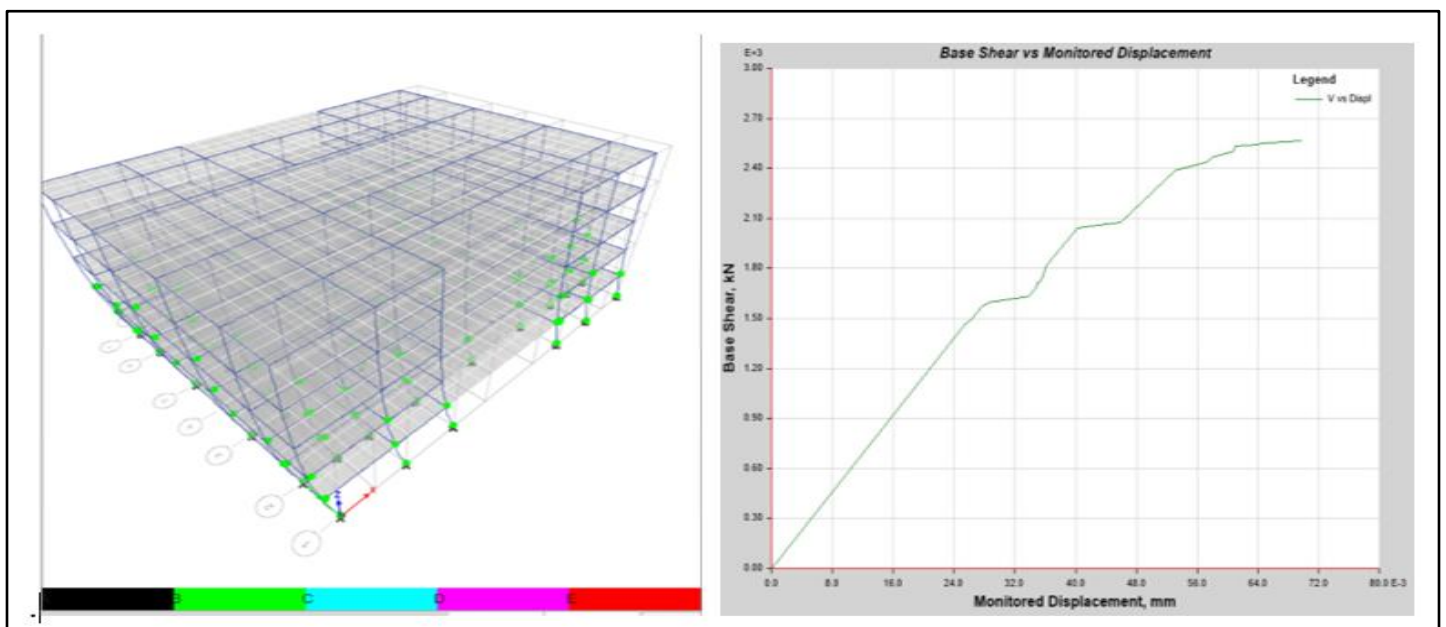 Base Shear vs Monitored Displacement
E+3
3.00
Legend
V vs Displ
2.70
2.40
2.10
1.80
1.50
1.20
0.90
0.60
0.30
0.00
Base Shear, kN
0.0 8.0 16.0 24.0 32.0 40.0 48.0 56.0 64.0 72.0 80.0 E-3
Monitored Displacement, mm
Z X
B C D E